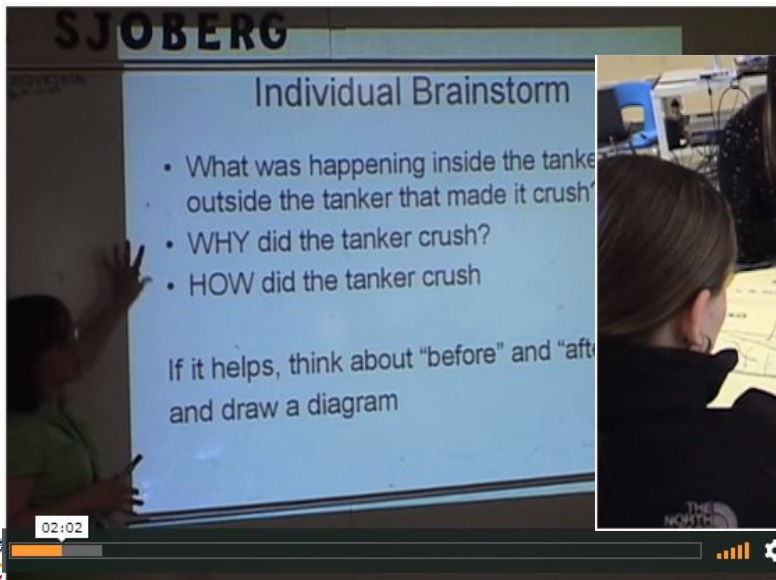 SJOBERG
Individual Brainstorm
• What was happening inside the tanke
outside the tanker that made it crush?
• WHY did the tanker crush?
• HOW did the tanker crush
If it helps, think about “before” and “afte
and draw a diagram
THE
NORTH
02:02